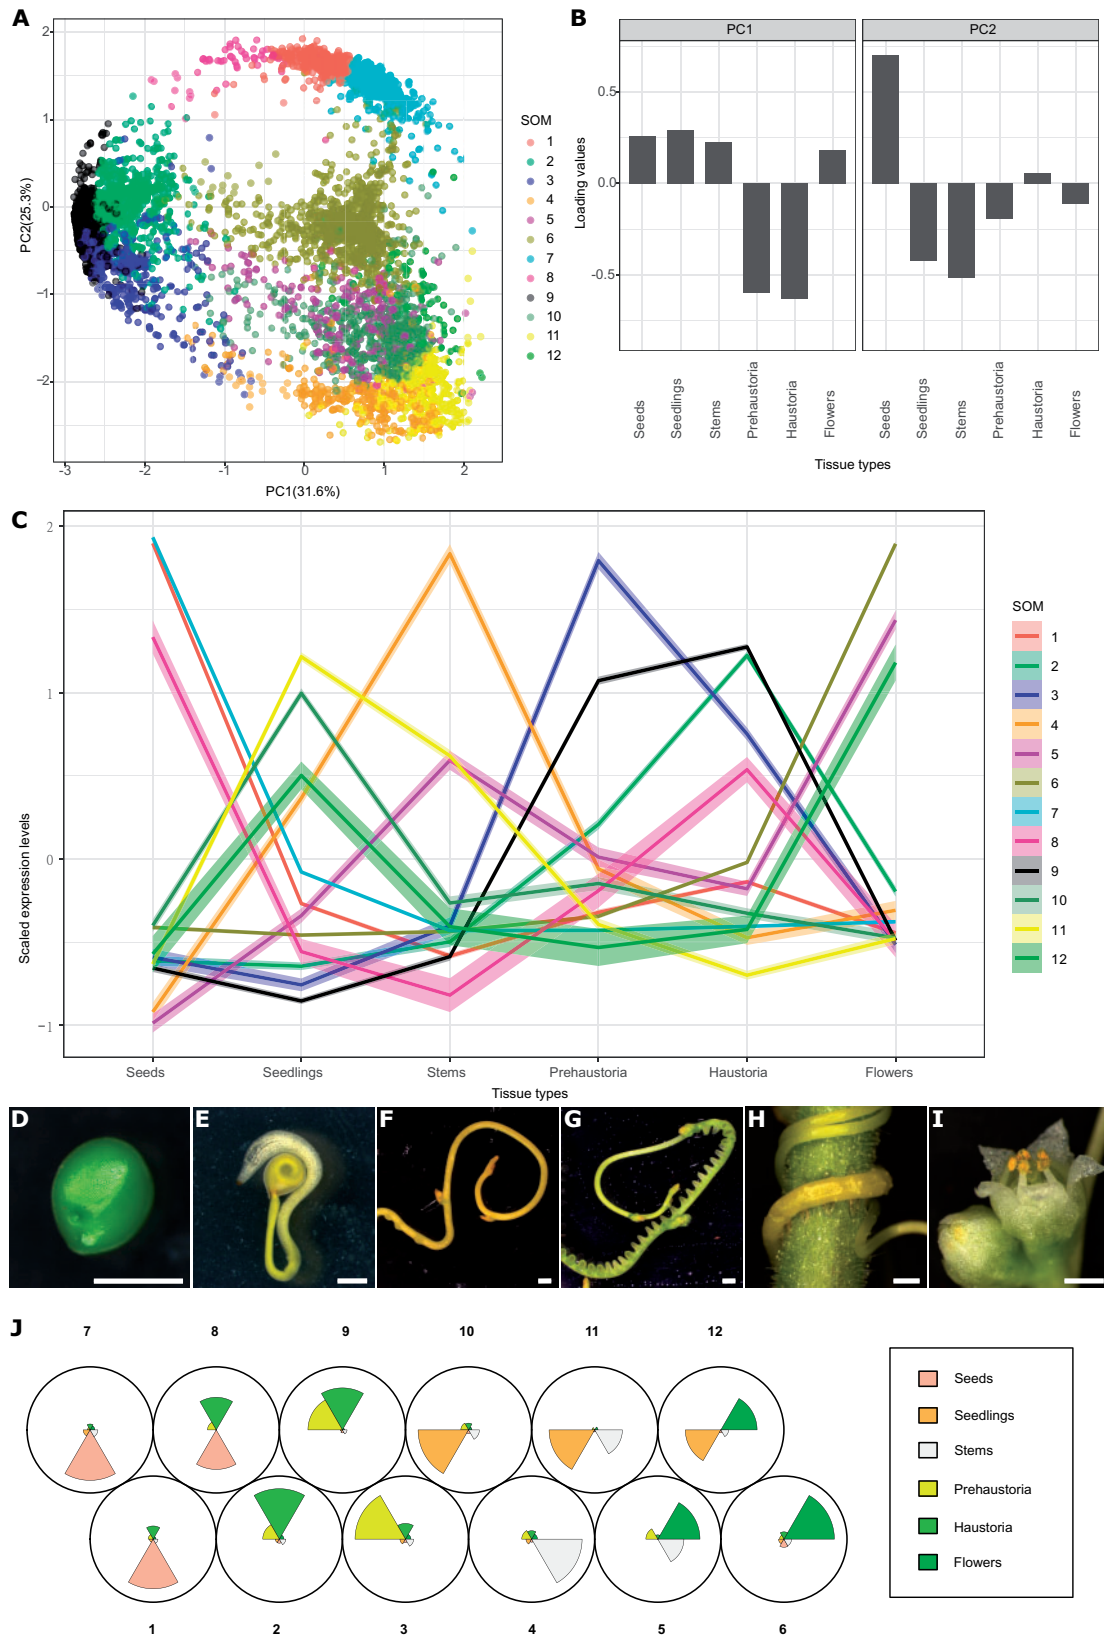 A
2
1
0
−1
−2
-3
-2
-1
0
1
2
PC2(25.3%)
PC1(31.6%)
SOM
1
2
3
4
5
6
7
8
9
10
11
12
B
PC1
PC2
0.5
0.0
-0.5
Loading values
Seeds
Seedlings
Stems
Prehaustoria
Haustoria
Flowers
Seeds
Seedlings
Stems
Prehaustoria
Haustoria
Flowers
Tissue types
C
2
1
0
−1
Scaled expression levels
Seeds
Seedlings
Stems
Prehaustoria
Haustoria
Flowers
Tissue types
SOM
1
2
3
4
5
6
7
8
9
10
11
12
D
E
F
G
H
I
J
7
8
9
10
11
12
1
2
3
4
5
6
Seeds
Seedlings
Stems
Prehaustoria
Haustoria
Flowers